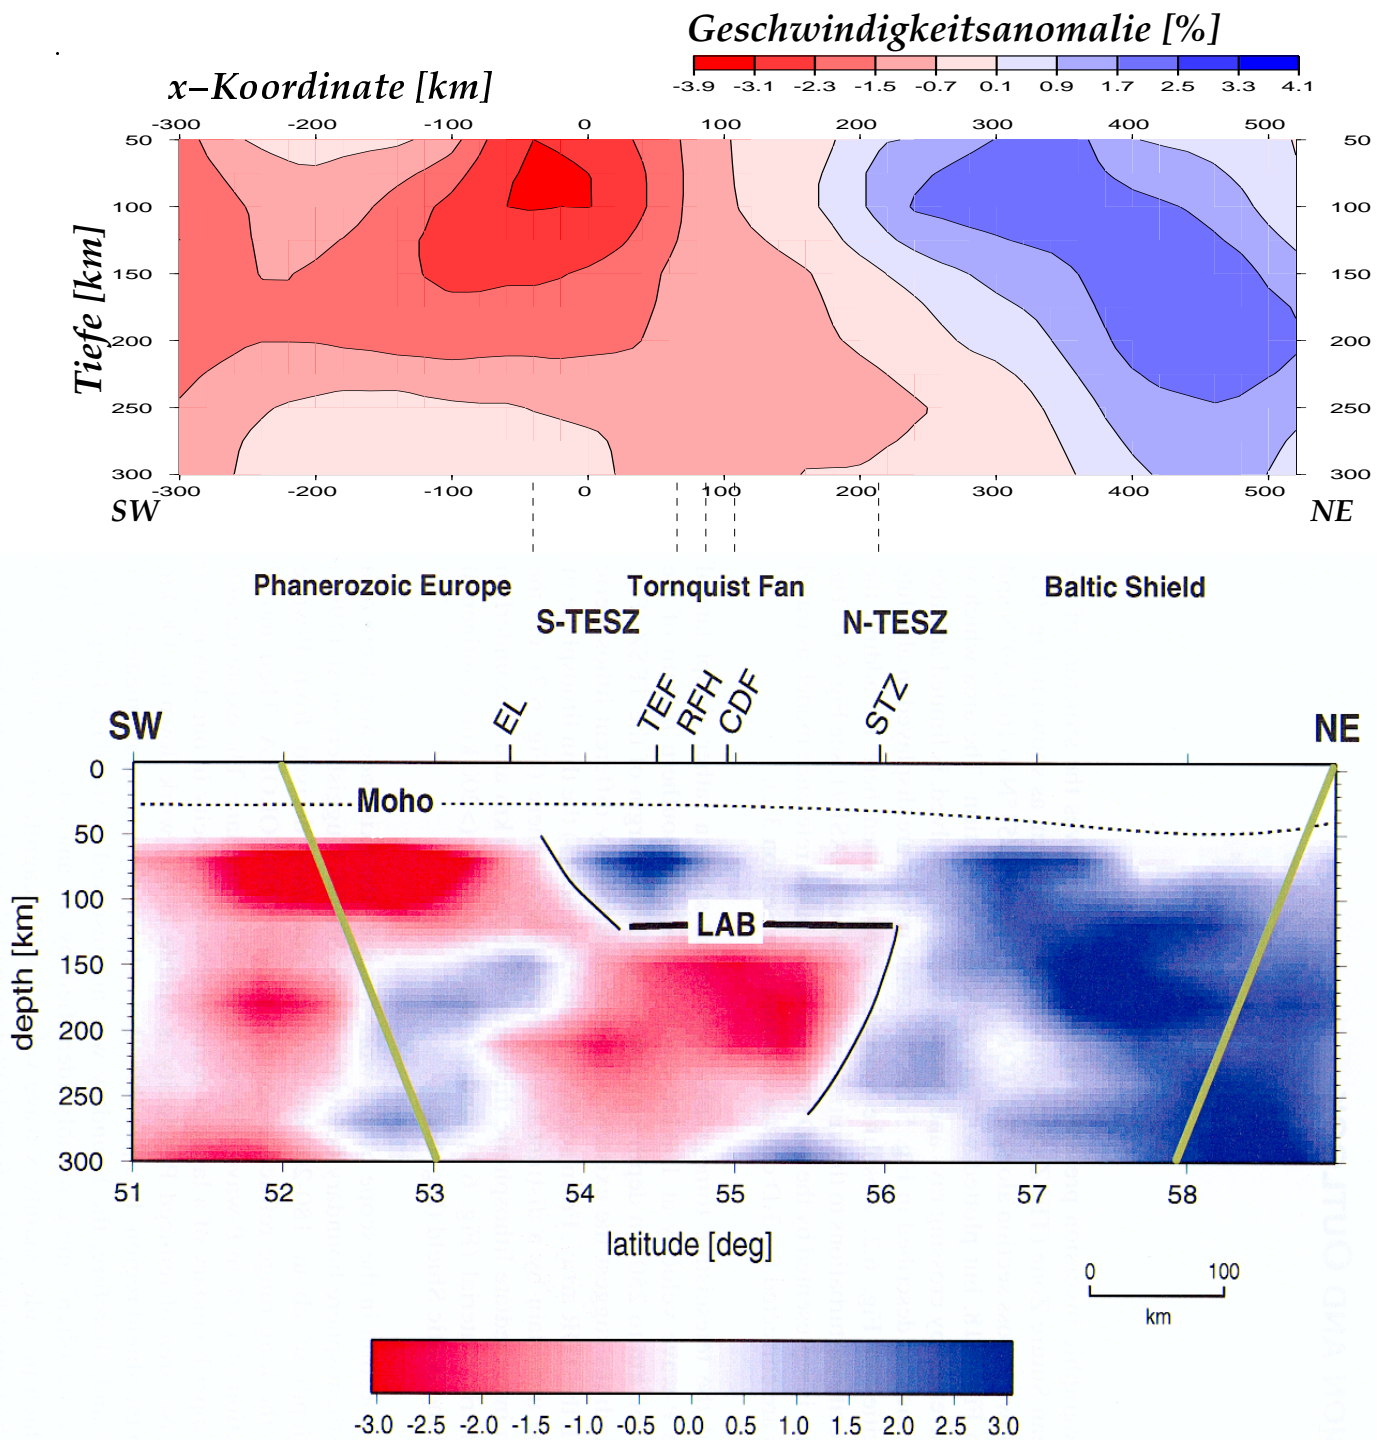 Geschwindigkeitsanomalie [%]
-3.9 -3.1 -2.3 -1.5 -0.7 0.1 0.9 1.7 2.5 3.3 4.1
x–Koordinate [km]
-300 -200 -100 0 100 200 300 400 500
50 50
100 100
150 150
200 200
250 250
300 300
Tiefe [km]
-300 -200 -100 0 100 200 300 400 500
SW NE
Phanerozoic Europe Tornquist Fan Baltic Shield
S-TESZ N-TESZ
EL TEF RFH CDF STZ
SW NE
0
Moho
50
100
LAB
150
200
250
300
depth [km]
51 52 53 54 55 56 57 58
latitude [deg]
0 100
km
-3.0 -2.5 -2.0 -1.5 -1.0 -0.5 0.0 0.5 1.0 1.5 2.0 2.5 3.0